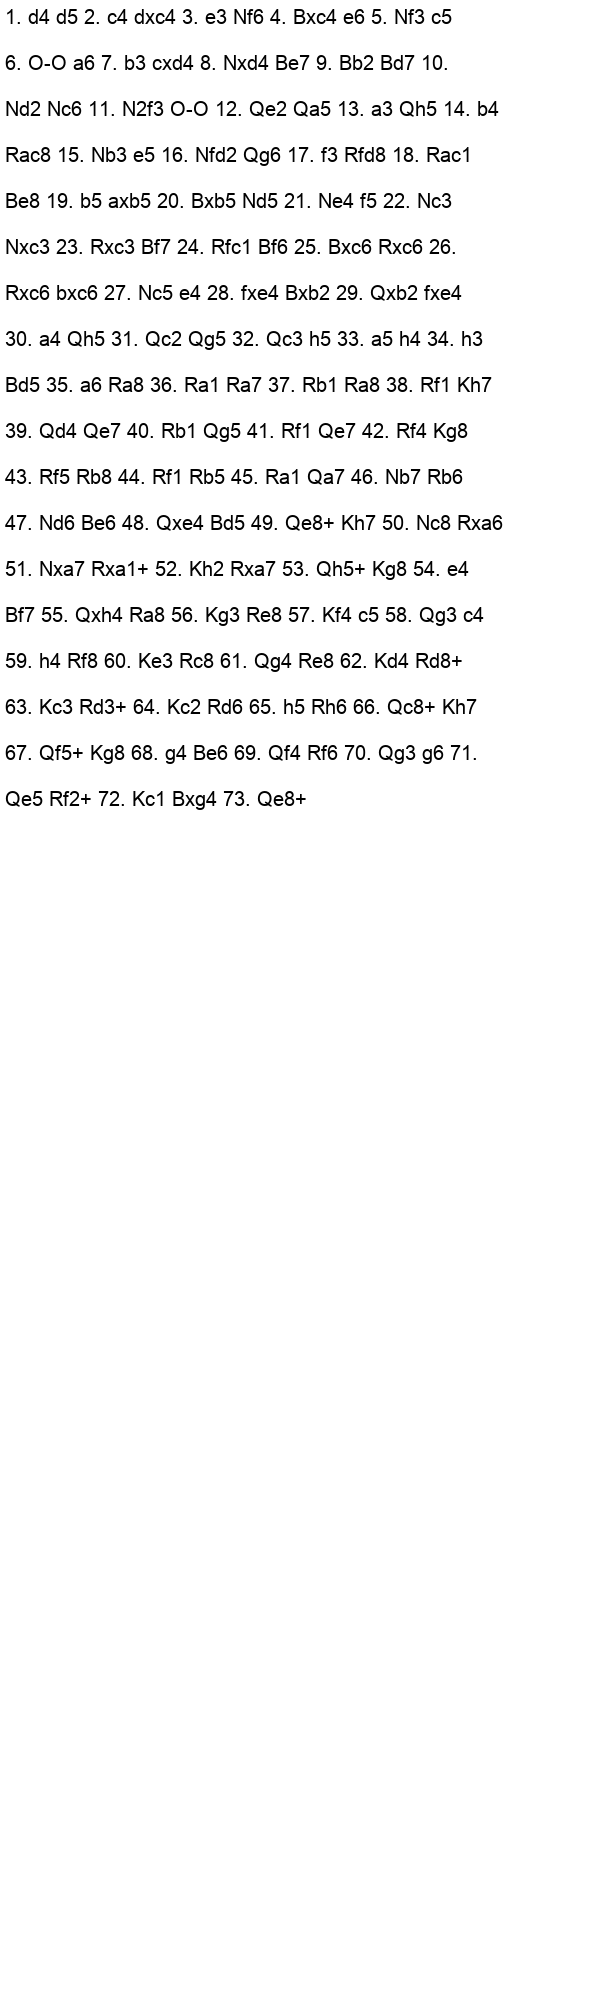 1. d4 d5 2. c4 dxc4 3. e3 Nf6 4. Bxc4 e6 5. Nf3 c5
6. O-O a6 7. b3 cxd4 8. Nxd4 Be7 9. Bb2 Bd7 10.
Nd2 Nc6 11. N2f3 O-O 12. Qe2 Qa5 13. a3 Qh5 14. b4
Rac8 15. Nb3 e5 16. Nfd2 Qg6 17. f3 Rfd8 18. Rac1
Be8 19. b5 axb5 20. Bxb5 Nd5 21. Ne4 f5 22. Nc3
Nxc3 23. Rxc3 Bf7 24. Rfc1 Bf6 25. Bxc6 Rxc6 26.
Rxc6 bxc6 27. Nc5 e4 28. fxe4 Bxb2 29. Qxb2 fxe4
30. a4 Qh5 31. Qc2 Qg5 32. Qc3 h5 33. a5 h4 34. h3
Bd5 35. a6 Ra8 36. Ra1 Ra7 37. Rb1 Ra8 38. Rf1 Kh7
39. Qd4 Qe7 40. Rb1 Qg5 41. Rf1 Qe7 42. Rf4 Kg8
43. Rf5 Rb8 44. Rf1 Rb5 45. Ra1 Qa7 46. Nb7 Rb6
47. Nd6 Be6 48. Qxe4 Bd5 49. Qe8+ Kh7 50. Nc8 Rxa6
51. Nxa7 Rxa1+ 52. Kh2 Rxa7 53. Qh5+ Kg8 54. e4
Bf7 55. Qxh4 Ra8 56. Kg3 Re8 57. Kf4 c5 58. Qg3 c4
59. h4 Rf8 60. Ke3 Rc8 61. Qg4 Re8 62. Kd4 Rd8+
63. Kc3 Rd3+ 64. Kc2 Rd6 65. h5 Rh6 66. Qc8+ Kh7
67. Qf5+ Kg8 68. g4 Be6 69. Qf4 Rf6 70. Qg3 g6 71.
Qe5 Rf2+ 72. Kc1 Bxg4 73. Qe8+